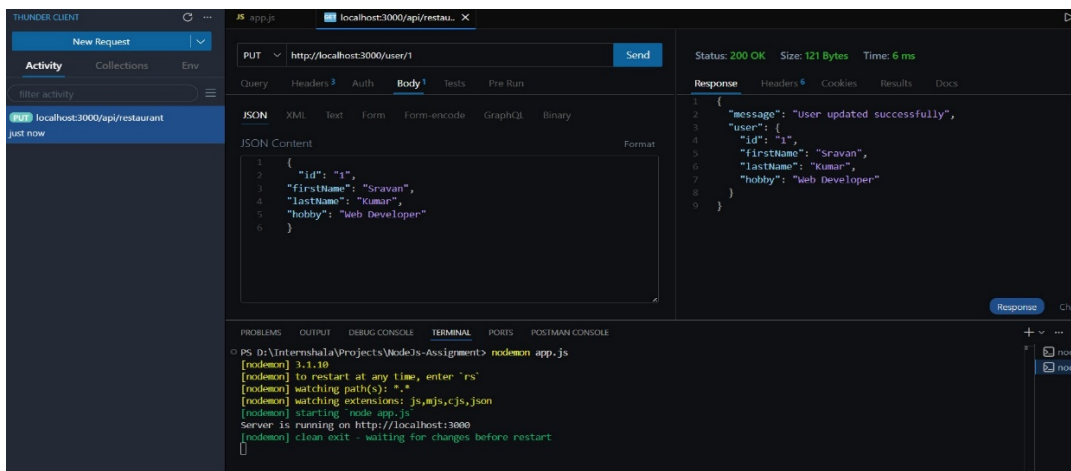 THUNDER CLIENT
New Request
Activity Collections Env
filter activity
PUT localhost:3000/api/restaurant
just now
JS app.js
GET localhost:3000/api/restau..
PUT http://localhost:3000/user/1 Send
Query Headers 3 Auth Body 1 Tests Pre Run
JSON XML Text Form Form-encode GraphQL Binary
JSON Content Format
1 {
2 "id": "1",
3 "firstName": "Sravan",
4 "lastName": "Kumar",
5 "hobby": "Web Developer"
6 }
Status: 200 OK Size: 121 Bytes Time: 6 ms
Response Headers 6 Cookies Results Docs
1 {
2 "message": "User updated successfully",
3 "user": {
4 "id": "1",
5 "firstName": "Sravan",
6 "lastName": "Kumar",
7 "hobby": "Web Developer"
8 }
9 }
Response Ch
PROBLEMS OUTPUT DEBUG CONSOLE TERMINAL PORTS POSTMAN CONSOLE
PS D:\Internshala\Projects\NodeJs-Assignment> nodemon app.js
[nodemon] 3.1.10
[nodemon] to restart at any time, enter `rs`
[nodemon] watching path(s): *.*
[nodemon] watching extensions: js,mjs,cjs,json
[nodemon] starting `node app.js`
Server is running on http://localhost:3000
[nodemon] clean exit - waiting for changes before restart
no
no